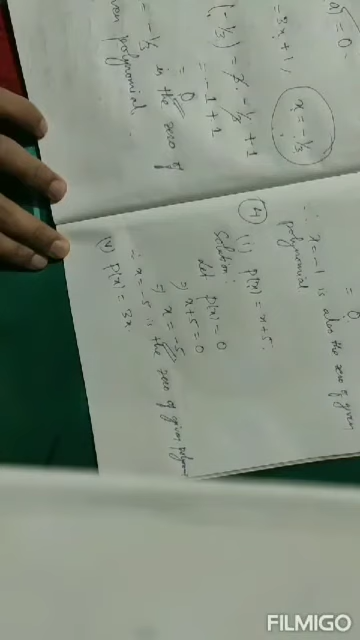 a) = 0
= 3x + 1,
x = -1/3
(-1/3) = 3 × -1/3 + 1
= -1 + 1
= 0
= -1/3 is the zero of
polynomial.
= 0
∴ x = -1 is also the zero of given
polynomial
(4)
(i) p(x) = x + 5.
Solution:
Let p(x) = 0
⇒ x + 5 = 0
⇒ x = -5
∴ x = -5 is the zero of given polynom
(v) p(x) = 3x.
FILMIGO